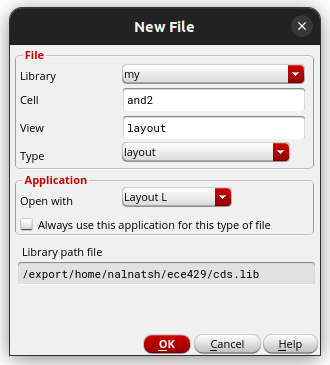 New File
File
Library my
Cell and2
View layout
Type layout
Application
Open with Layout L
Always use this application for this type of file
Library path file
/export/home/nalnatsh/ece429/cds.lib
OK Cancel Help